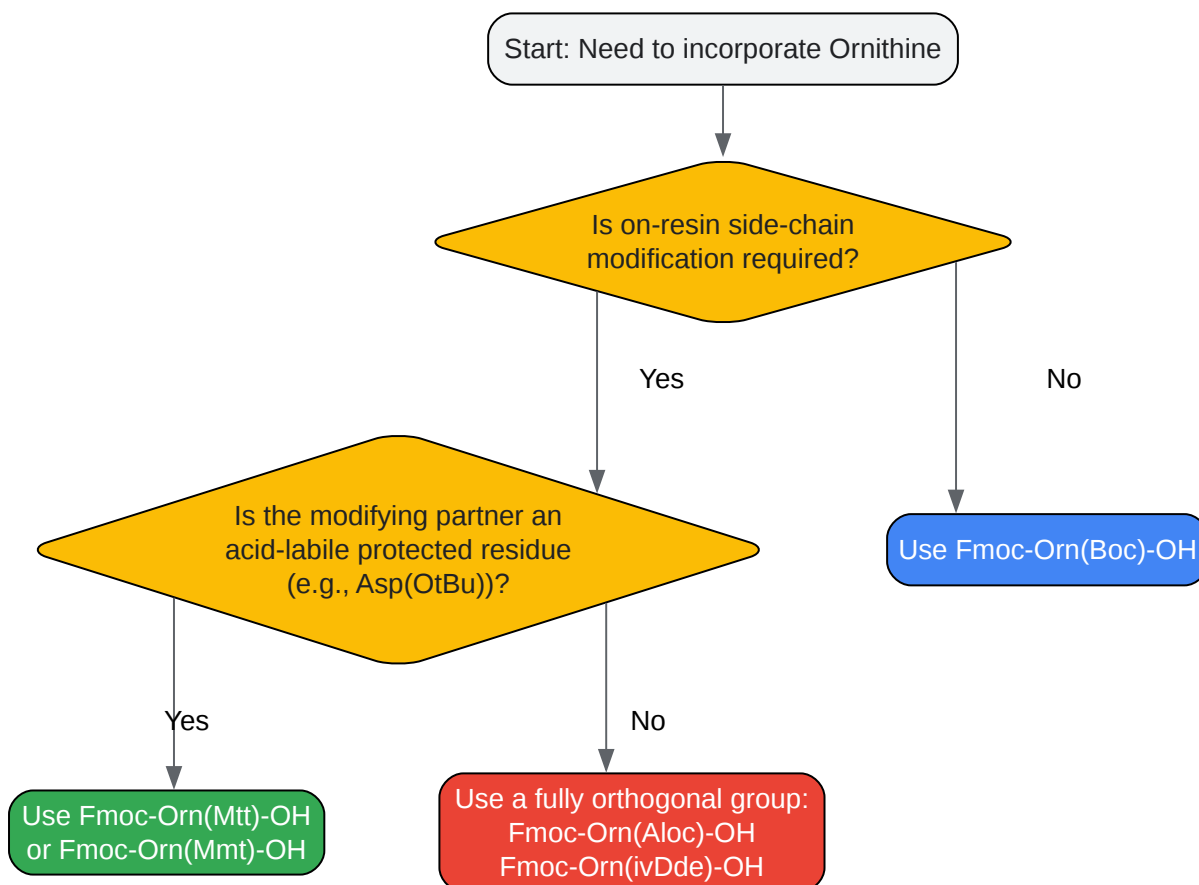 Start: Need to incorporate Ornithine
Is on-resin side-chain
modification required?
Yes
No
Is the modifying partner an
acid-labile protected residue
(e.g., Asp(OtBu))?
Use Fmoc-Orn(Boc)-OH
Yes
No
Use Fmoc-Orn(Mtt)-OH
or Fmoc-Orn(Mmt)-OH
Use a fully orthogonal group:
Fmoc-Orn(Aloc)-OH
Fmoc-Orn(ivDde)-OH